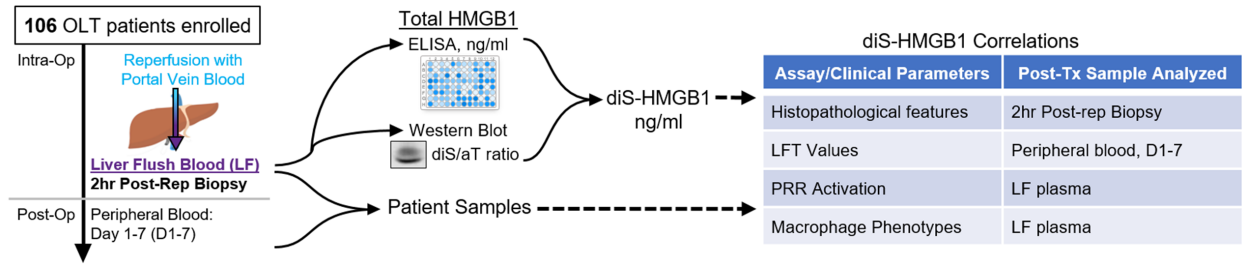 106 OLT patients enrolled
Intra-Op
Reperfusion with
Portal Vein Blood
Liver Flush Blood (LF)
2hr Post-Rep Biopsy
Post-Op
Peripheral Blood:
Day 1-7 (D1-7)
Total HMGB1
ELISA, ng/ml
Western Blot
diS/aT ratio
Patient Samples
diS-HMGB1
ng/ml
diS-HMGB1 Correlations
Assay/Clinical Parameters Post-Tx Sample Analyzed
Histopathological features 2hr Post-rep Biopsy
LFT Values Peripheral blood, D1-7
PRR Activation LF plasma
Macrophage Phenotypes LF plasma